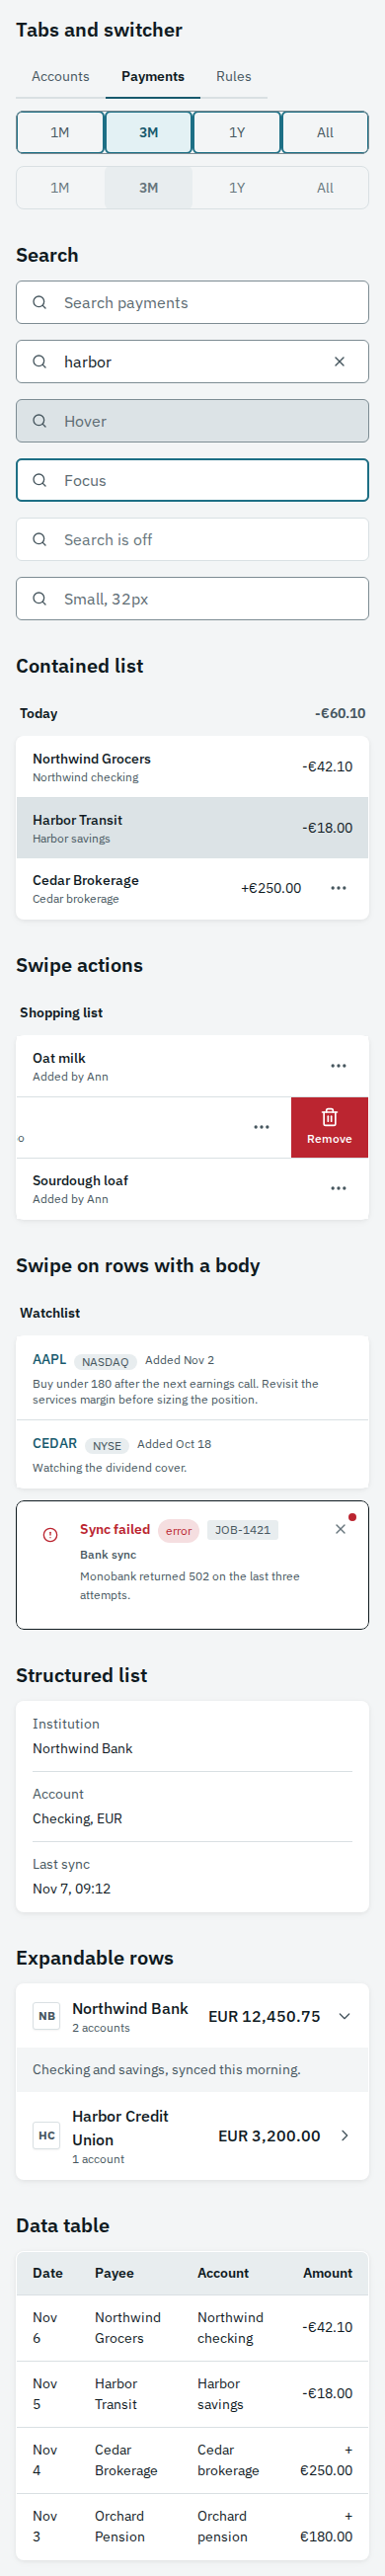 Tabs and switcher
Accounts Payments Rules
1M 3M 1Y All
1M 3M 1Y All
Search
Search payments
harbor
Hover
Focus
Search is off
Small, 32px
Contained list
Today -€60.10
Northwind Grocers
Northwind checking
-€42.10
Harbor Transit
Harbor savings
-€18.00
Cedar Brokerage
Cedar brokerage
+€250.00
Swipe actions
Shopping list
Oat milk
Added by Ann
o
Remove
Sourdough loaf
Added by Ann
Swipe on rows with a body
Watchlist
AAPL NASDAQ Added Nov 2
Buy under 180 after the next earnings call. Revisit the
services margin before sizing the position.
CEDAR NYSE Added Oct 18
Watching the dividend cover.
Sync failed error JOB-1421
Bank sync
Monobank returned 502 on the last three
attempts.
Structured list
Institution
Northwind Bank
Account
Checking, EUR
Last sync
Nov 7, 09:12
Expandable rows
NB Northwind Bank EUR 12,450.75
2 accounts
Checking and savings, synced this morning.
HC Harbor Credit
Union
1 account
EUR 3,200.00
Data table
Date Payee Account Amount
Nov
6
Northwind
Grocers
Northwind
checking
-€42.10
Nov
5
Harbor
Transit
Harbor
savings
-€18.00
Nov
4
Cedar
Brokerage
Cedar
brokerage
+
€250.00
Nov
3
Orchard
Pension
Orchard
pension
+
€180.00